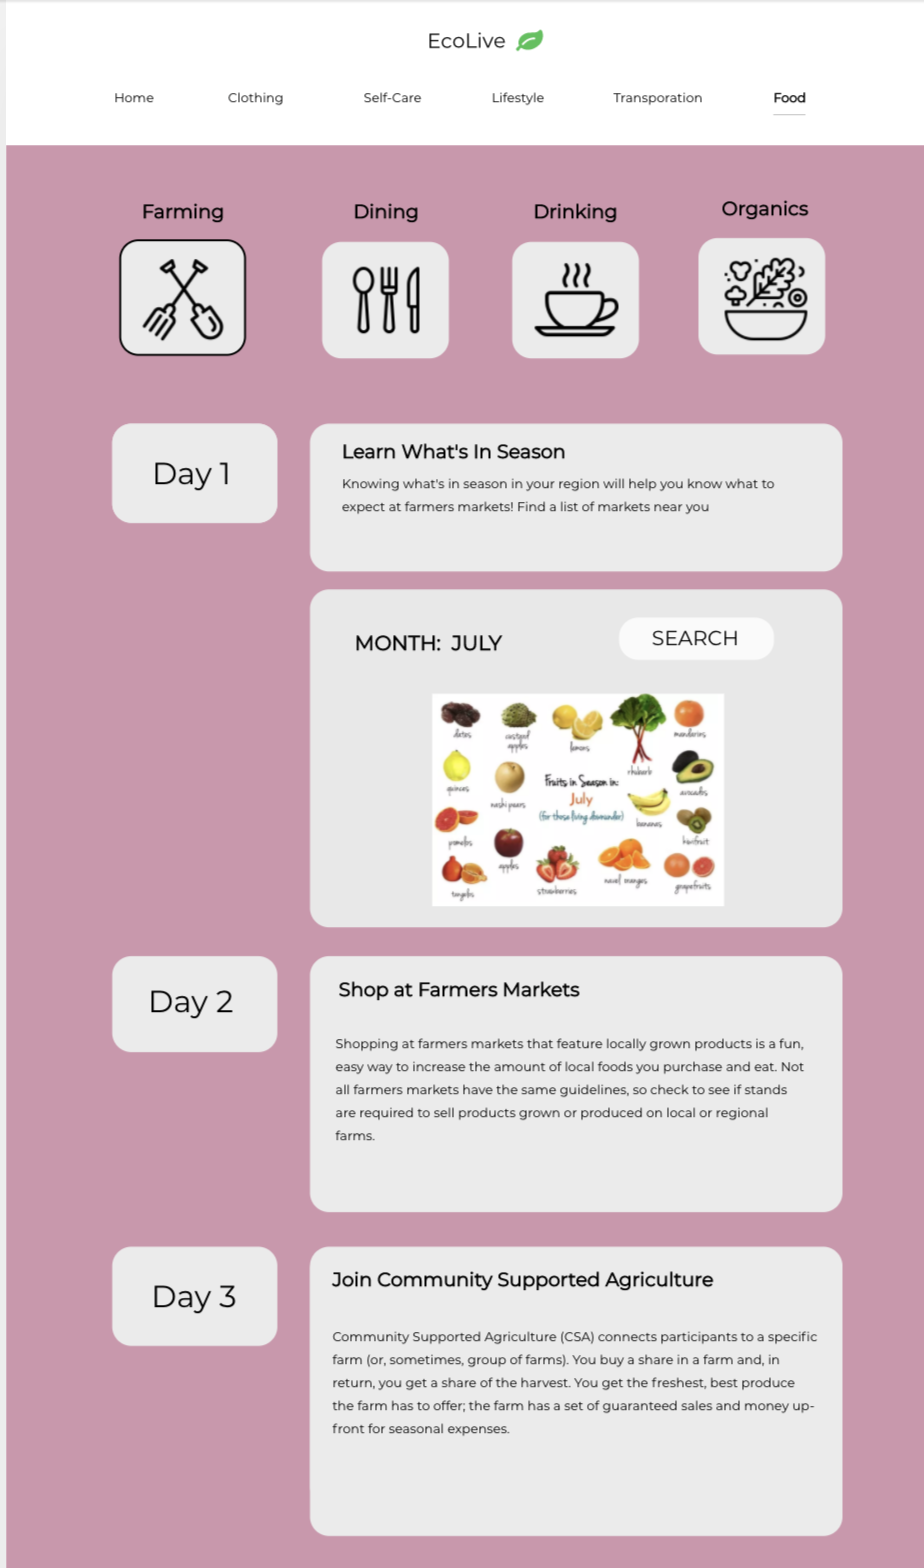 EcoLive
Home Clothing Self-Care Lifestyle Transporation Food
Farming Dining Drinking Organics
Day 1
Learn What's In Season
Knowing what's in season in your region will help you know what to
expect at farmers markets! Find a list of markets near you
MONTH: JULY
SEARCH
dates
custard
apples
lemons
rhubarb
mandarins
quinces
nashi pears
Fruits in Season in:
July
(for those living downunder)
bananas
avocados
pomelos
apples
kiwifruit
tangelos
strawberries
navel oranges
grapefruits
Day 2
Shop at Farmers Markets
Shopping at farmers markets that feature locally grown products is a fun,
easy way to increase the amount of local foods you purchase and eat. Not
all farmers markets have the same guidelines, so check to see if stands
are required to sell products grown or produced on local or regional
farms.
Day 3
Join Community Supported Agriculture
Community Supported Agriculture (CSA) connects participants to a specific
farm (or, sometimes, group of farms). You buy a share in a farm and, in
return, you get a share of the harvest. You get the freshest, best produce
the farm has to offer; the farm has a set of guaranteed sales and money up-
front for seasonal expenses.